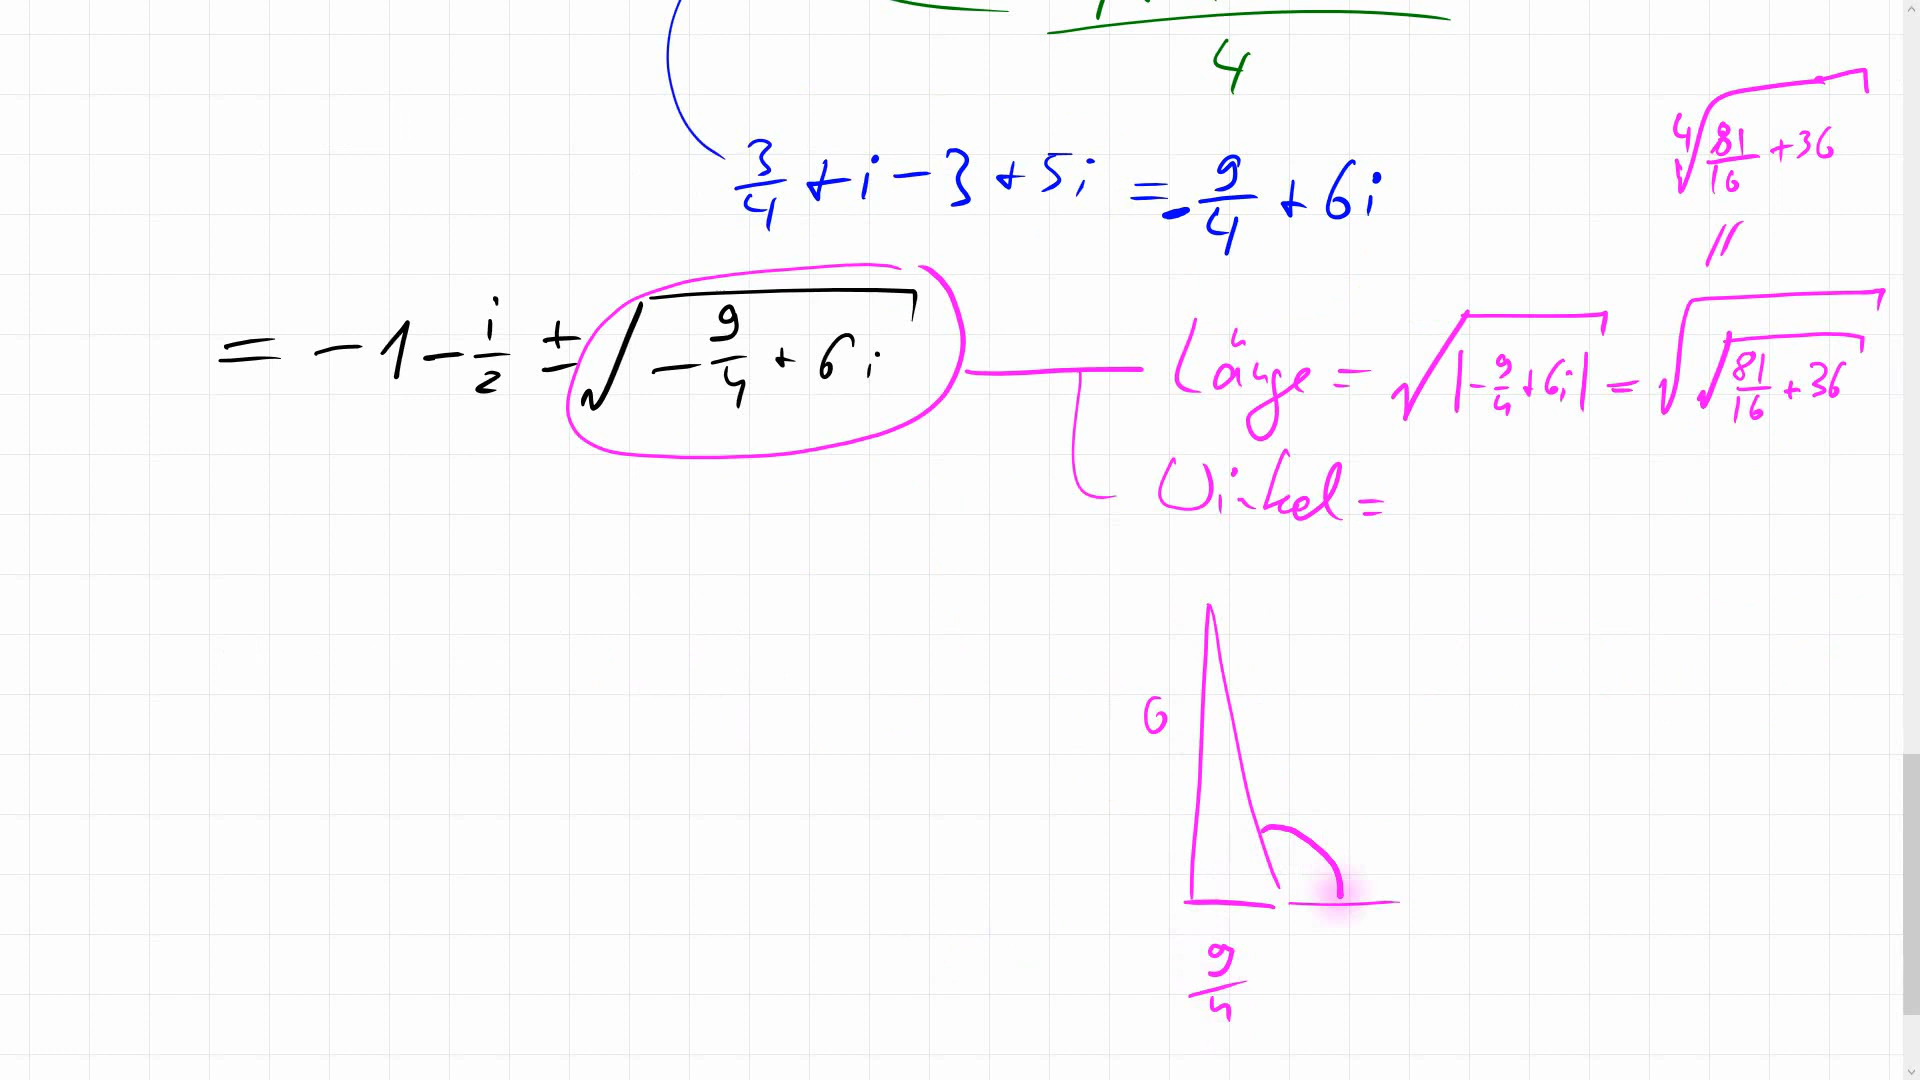 4
3/4 + i - 3 + 5i = - 9/4 + 6i
∜(81/16 + 36)
||
= - 1 - i/2 ± √(- 9/4 + 6i)
Länge = √|- 9/4 + 6i| = √√(81/16 + 36)
Winkel =
6
9/4